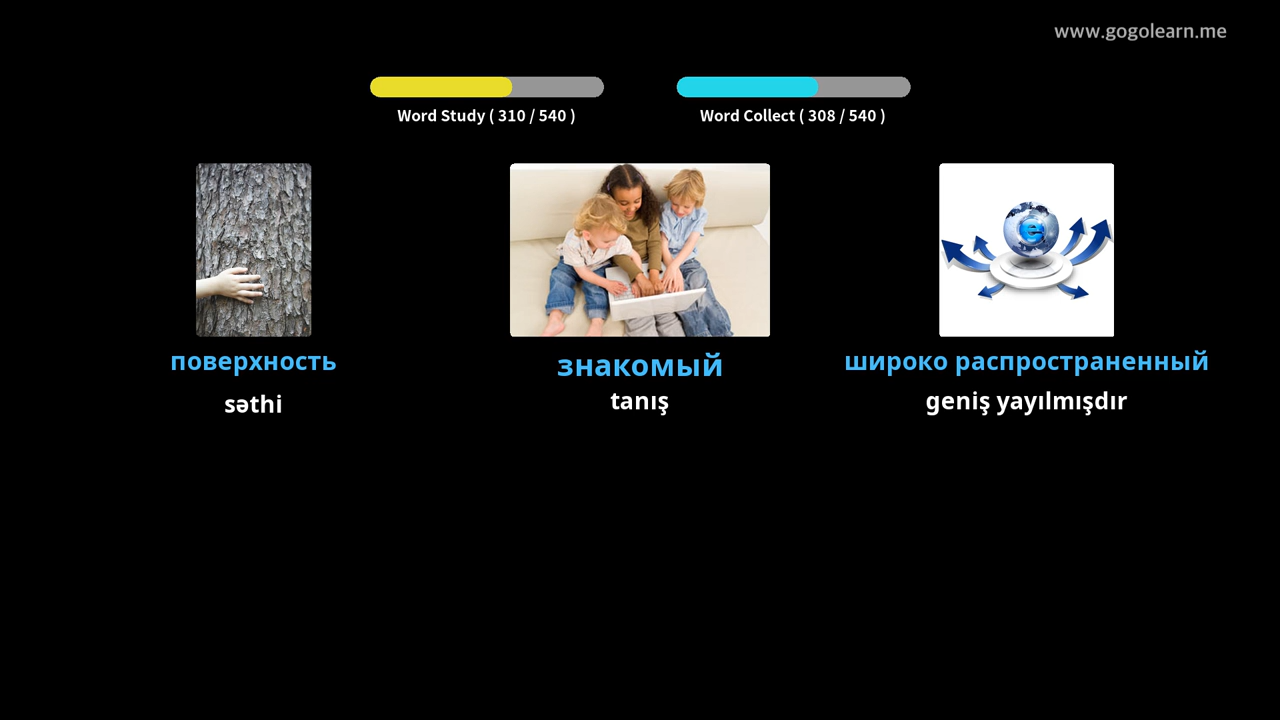 www.gogolearn.me
Word Study ( 310 / 540 )
Word Collect ( 308 / 540 )
поверхность
səthi
знакомый
tanış
широко распространенный
geniş yayılmışdır